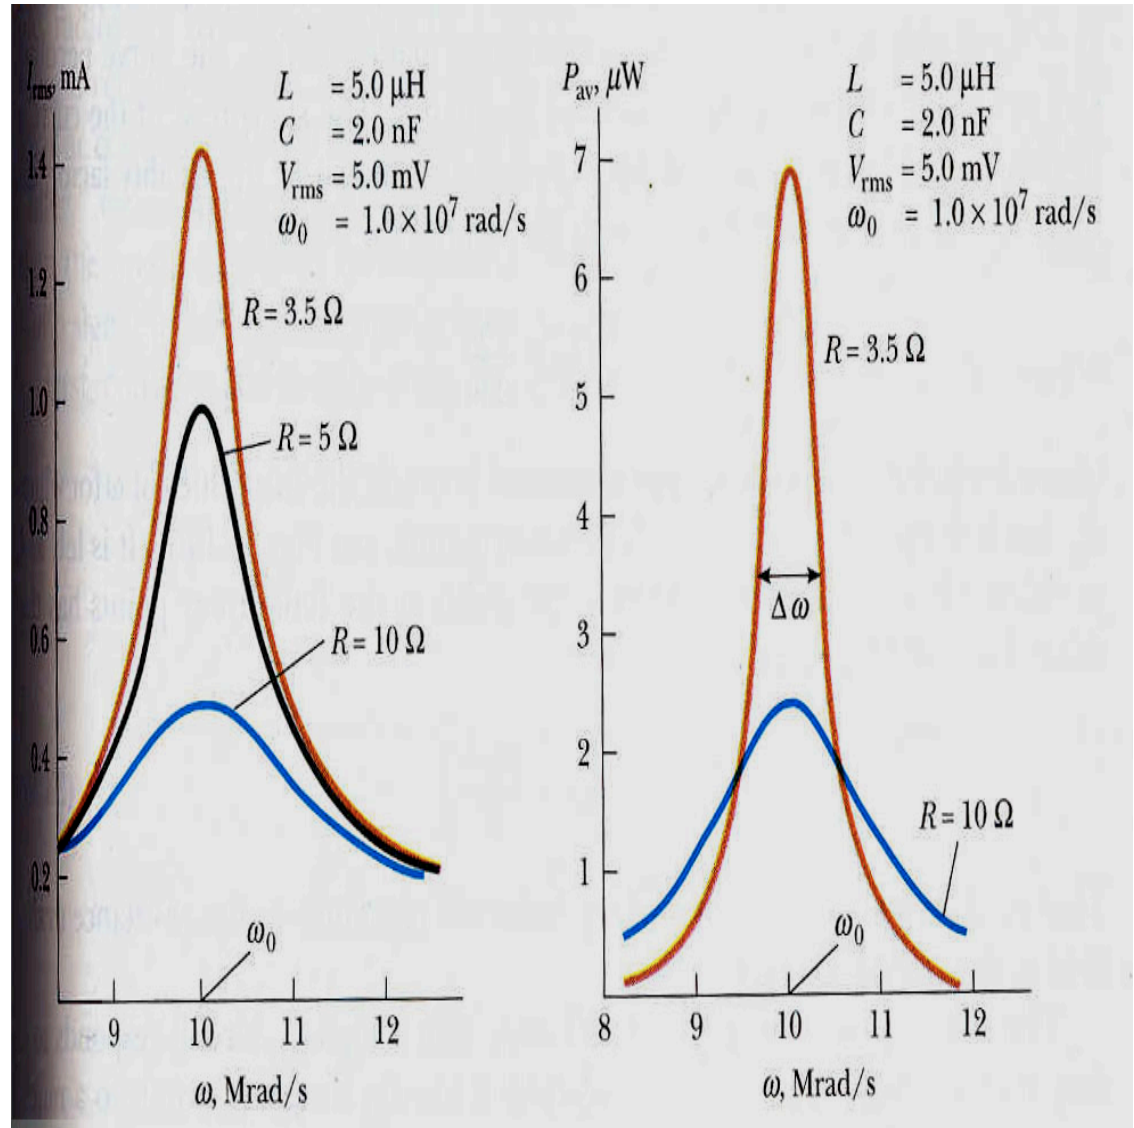 I_rms, mA
L = 5.0 μH
C = 2.0 nF
V_rms = 5.0 mV
ω_0 = 1.0 × 10^7 rad/s
1.4
1.2
1.0
0.8
0.6
0.4
0.2
R = 3.5 Ω
R = 5 Ω
R = 10 Ω
ω_0
9 10 11 12
ω, Mrad/s
P_av, μW
L = 5.0 μH
C = 2.0 nF
V_rms = 5.0 mV
ω_0 = 1.0 × 10^7 rad/s
7
6
5
4
3
2
1
R = 3.5 Ω
Δω
R = 10 Ω
ω_0
8 9 10 11 12
ω, Mrad/s